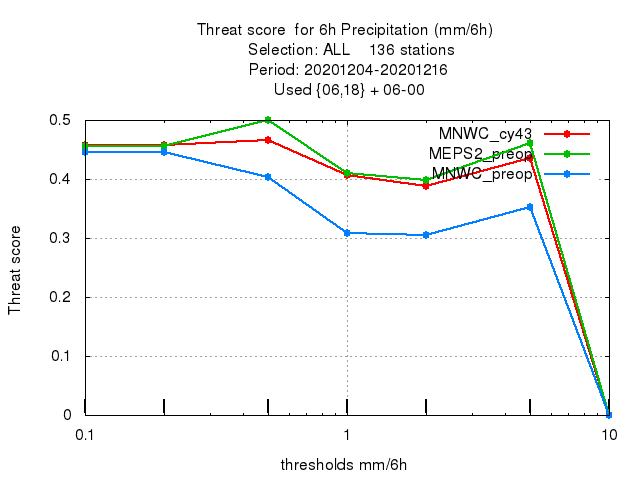 Threat score  for 6h Precipitation (mm/6h)
Selection: ALL    136 stations
Period: 20201204-20201216
Used {06,18} + 06-00
MNWC_cy43
MEPS2_preop
MNWC_preop
0.5
0.4
0.3
0.2
0.1
0
Threat score
0.1 1 10
thresholds mm/6h